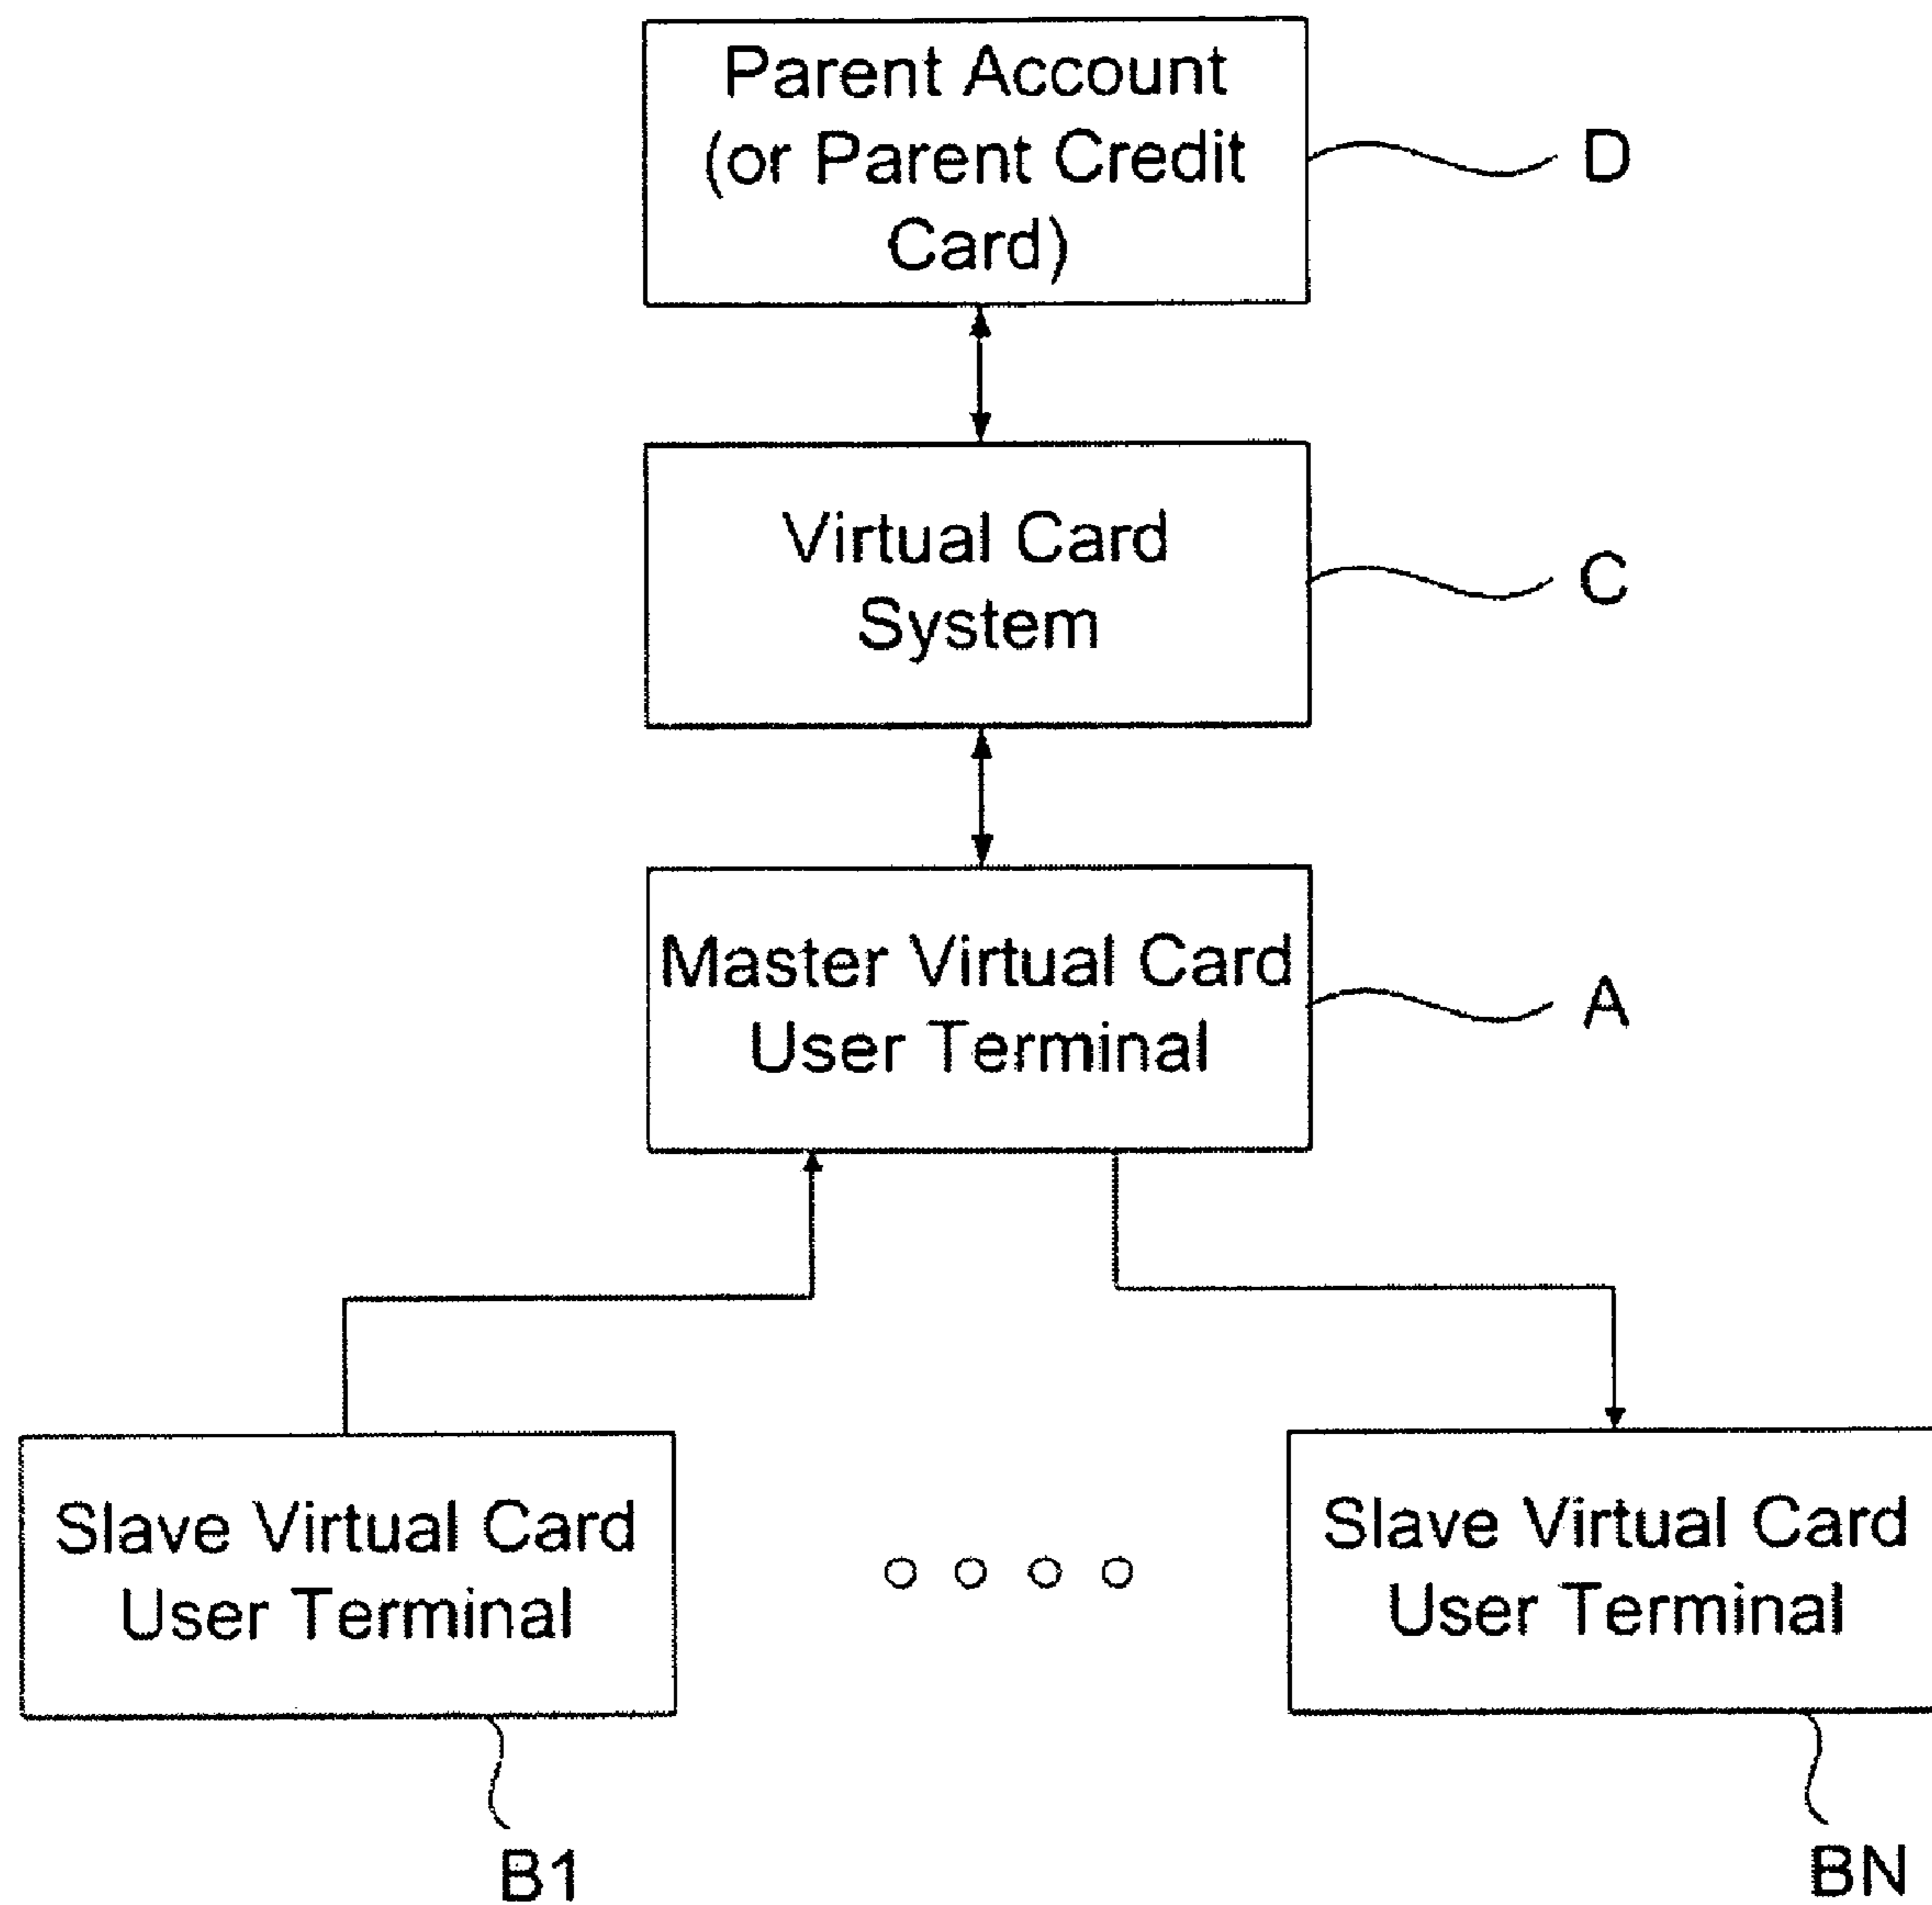 Parent Account
(or Parent Credit
Card)
D
Virtual Card
System
C
Master Virtual Card
User Terminal
A
Slave Virtual Card
User Terminal
Slave Virtual Card
User Terminal
B1
BN